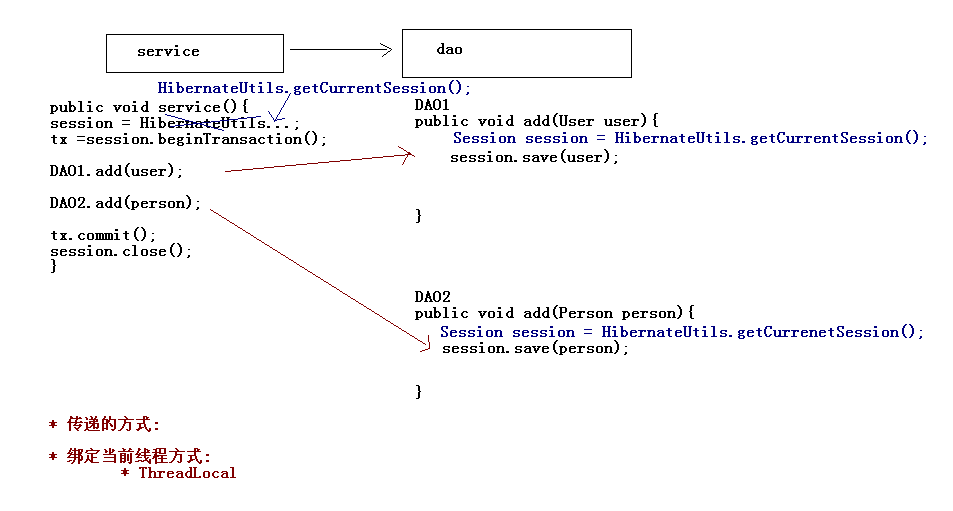 service
dao
HibernateUtils.getCurrentSession();
public void service(){
session = HibernateUtils...;
tx =session.beginTransaction();
DAO1.add(user);
DAO2.add(person);
tx.commit();
session.close();
}
DAO1
public void add(User user){
Session session = HibernateUtils.getCurrentSession();
session.save(user);
}
DAO2
public void add(Person person){
Session session = HibernateUtils.getCurrenetSession();
session.save(person);
}
* 传递的方式:
* 绑定当前线程方式:
* ThreadLocal